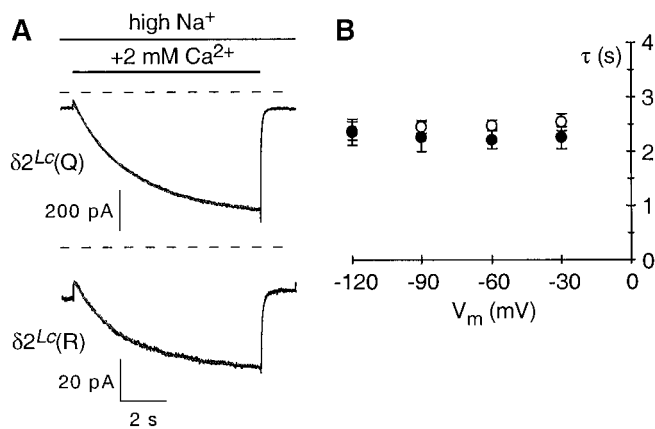 A
high Na⁺
+2 mM Ca²⁺
δ2ᴸᶜ(Q)
200 pA
δ2ᴸᶜ(R)
20 pA
2 s
B
τ (s)
4
3
2
1
0
-120 -90 -60 -30 0
Vₘ (mV)